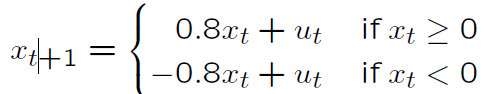 x_{t+1} = { 0.8x_t + u_t if x_t ≥ 0
−0.8x_t + u_t if x_t < 0